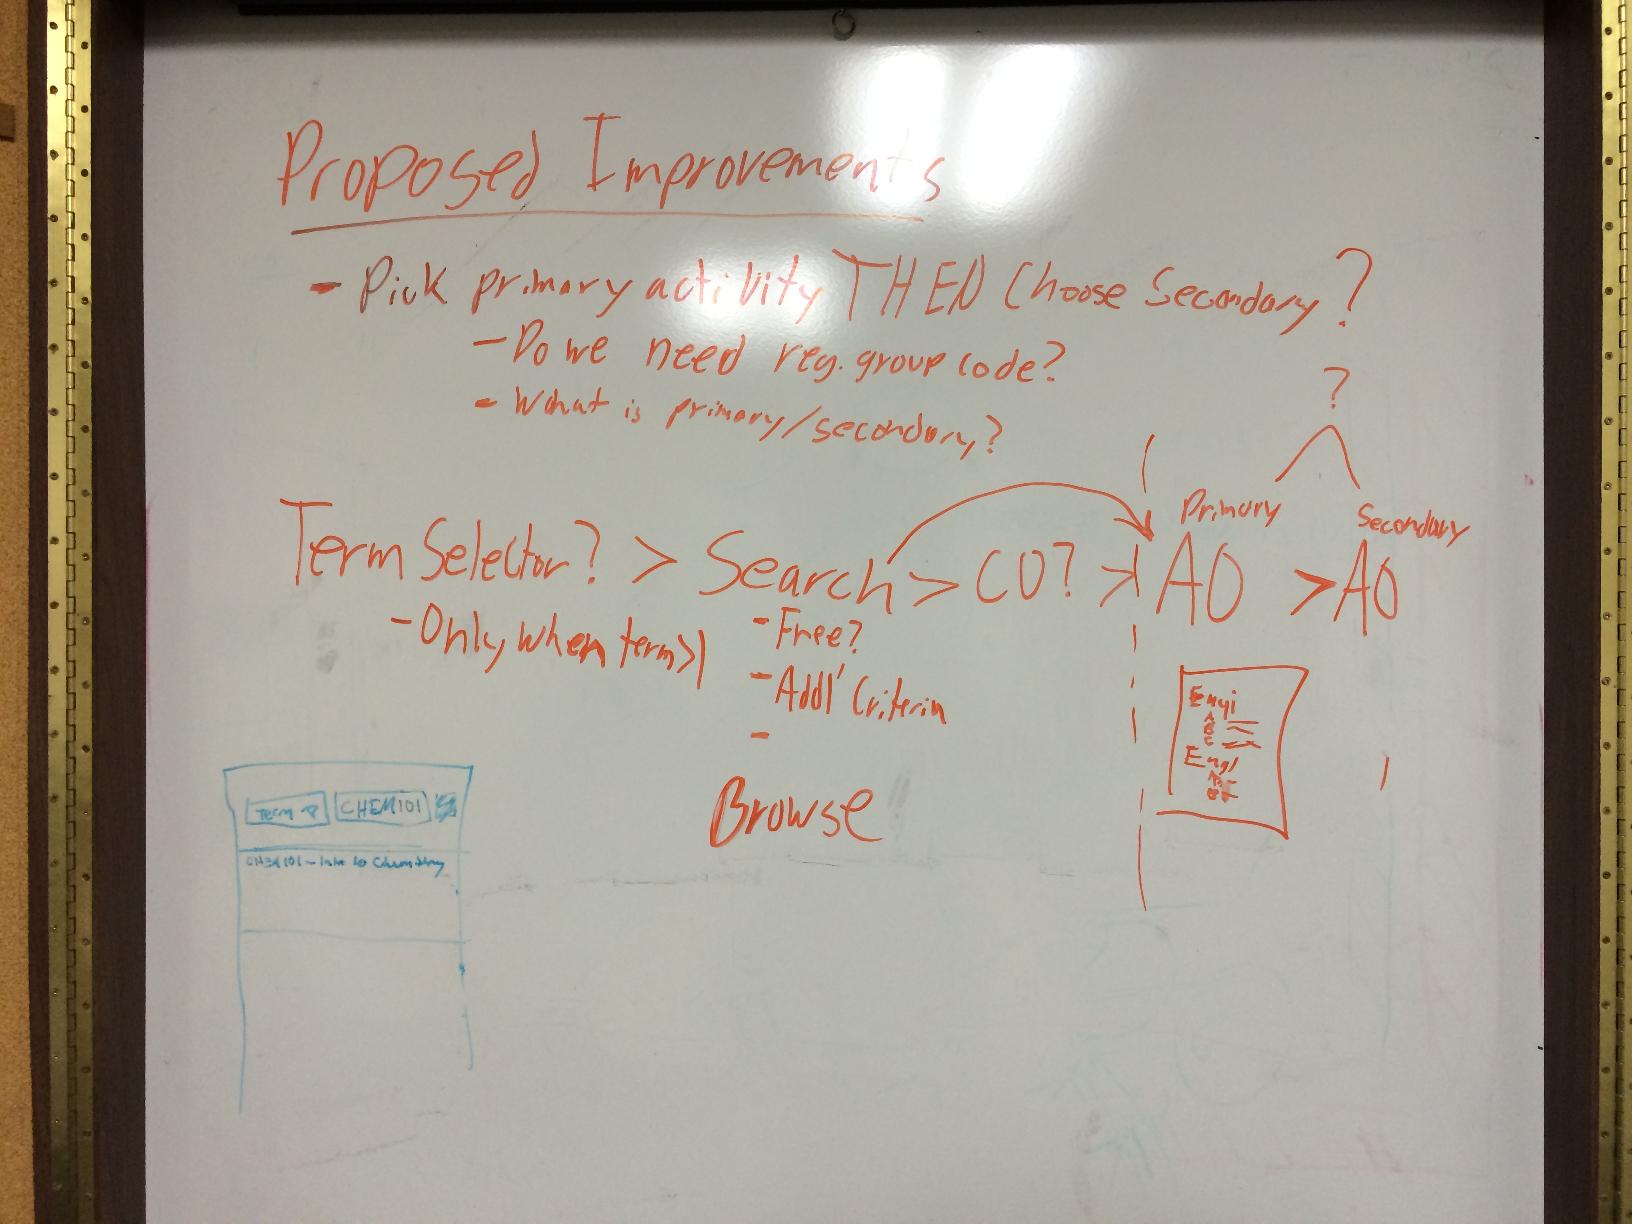 Proposed Improvements
- Pick primary activity THEN Choose Secondary?
- Do we need reg. group code?
- What is primary/secondary?
?
Primary Secondary
Term Selector? > Search > CO? > AO > AO
- Only when term>1
- Free?
- Addl' Criteria
-
Browse
Engi
A
B
C
Engl
Term CHEM101
CHEM101 - Intro to Chemistry